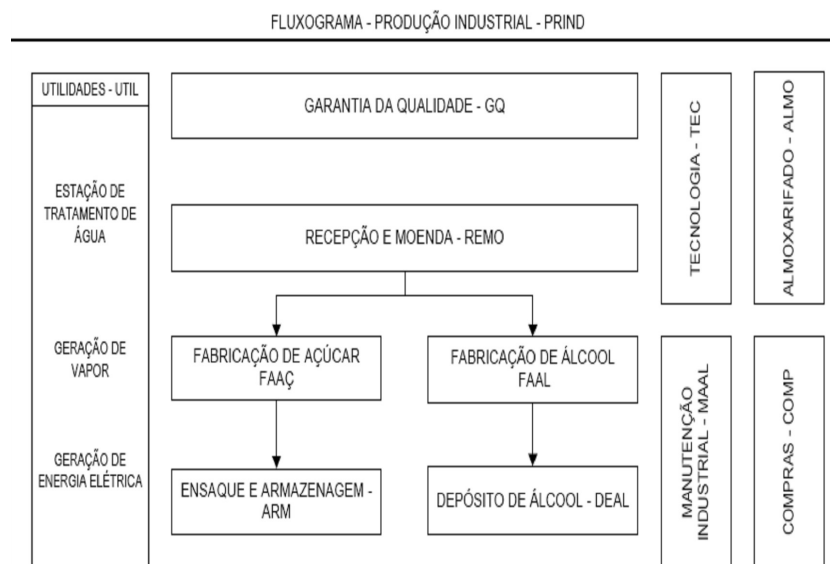 FLUXOGRAMA - PRODUÇÃO INDUSTRIAL - PRIND
UTILIDADES - UTIL
ESTAÇÃO DE
TRATAMENTO DE
ÁGUA
GERAÇÃO DE
VAPOR
GERAÇÃO DE
ENERGIA ELÉTRICA
GARANTIA DA QUALIDADE - GQ
RECEPÇÃO E MOENDA - REMO
FABRICAÇÃO DE AÇÚCAR
FAAÇ
FABRICAÇÃO DE ÁLCOOL
FAAL
ENSAQUE E ARMAZENAGEM -
ARM
DEPÓSITO DE ÁLCOOL - DEAL
TECNOLOGIA - TEC
ALMOXARIFADO - ALMO
MANUTENÇÃO
INDUSTRIAL - MAAL
COMPRAS - COMP